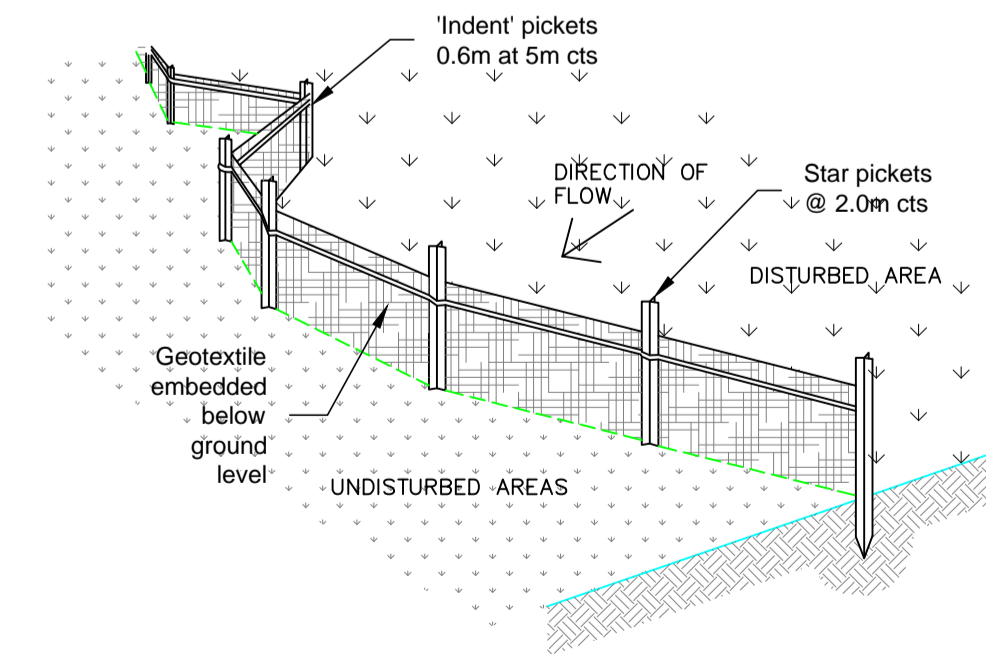 'Indent' pickets
0.6m at 5m cts
DIRECTION OF
FLOW
Star pickets
@ 2.0m cts
DISTURBED AREA
Geotextile
embedded
below
ground
level
UNDISTURBED AREAS